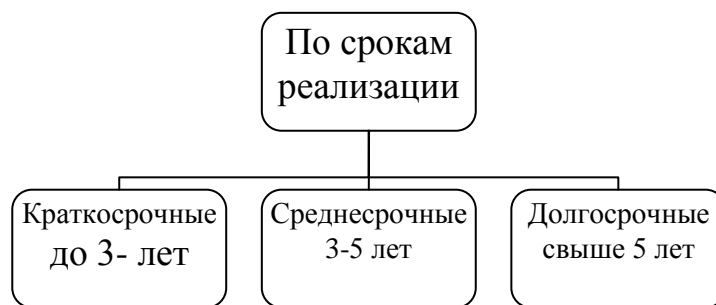 По срокам
реализации
Краткосрочные
до 3- лет
Среднесрочные
3-5 лет
Долгосрочные
свыше 5 лет